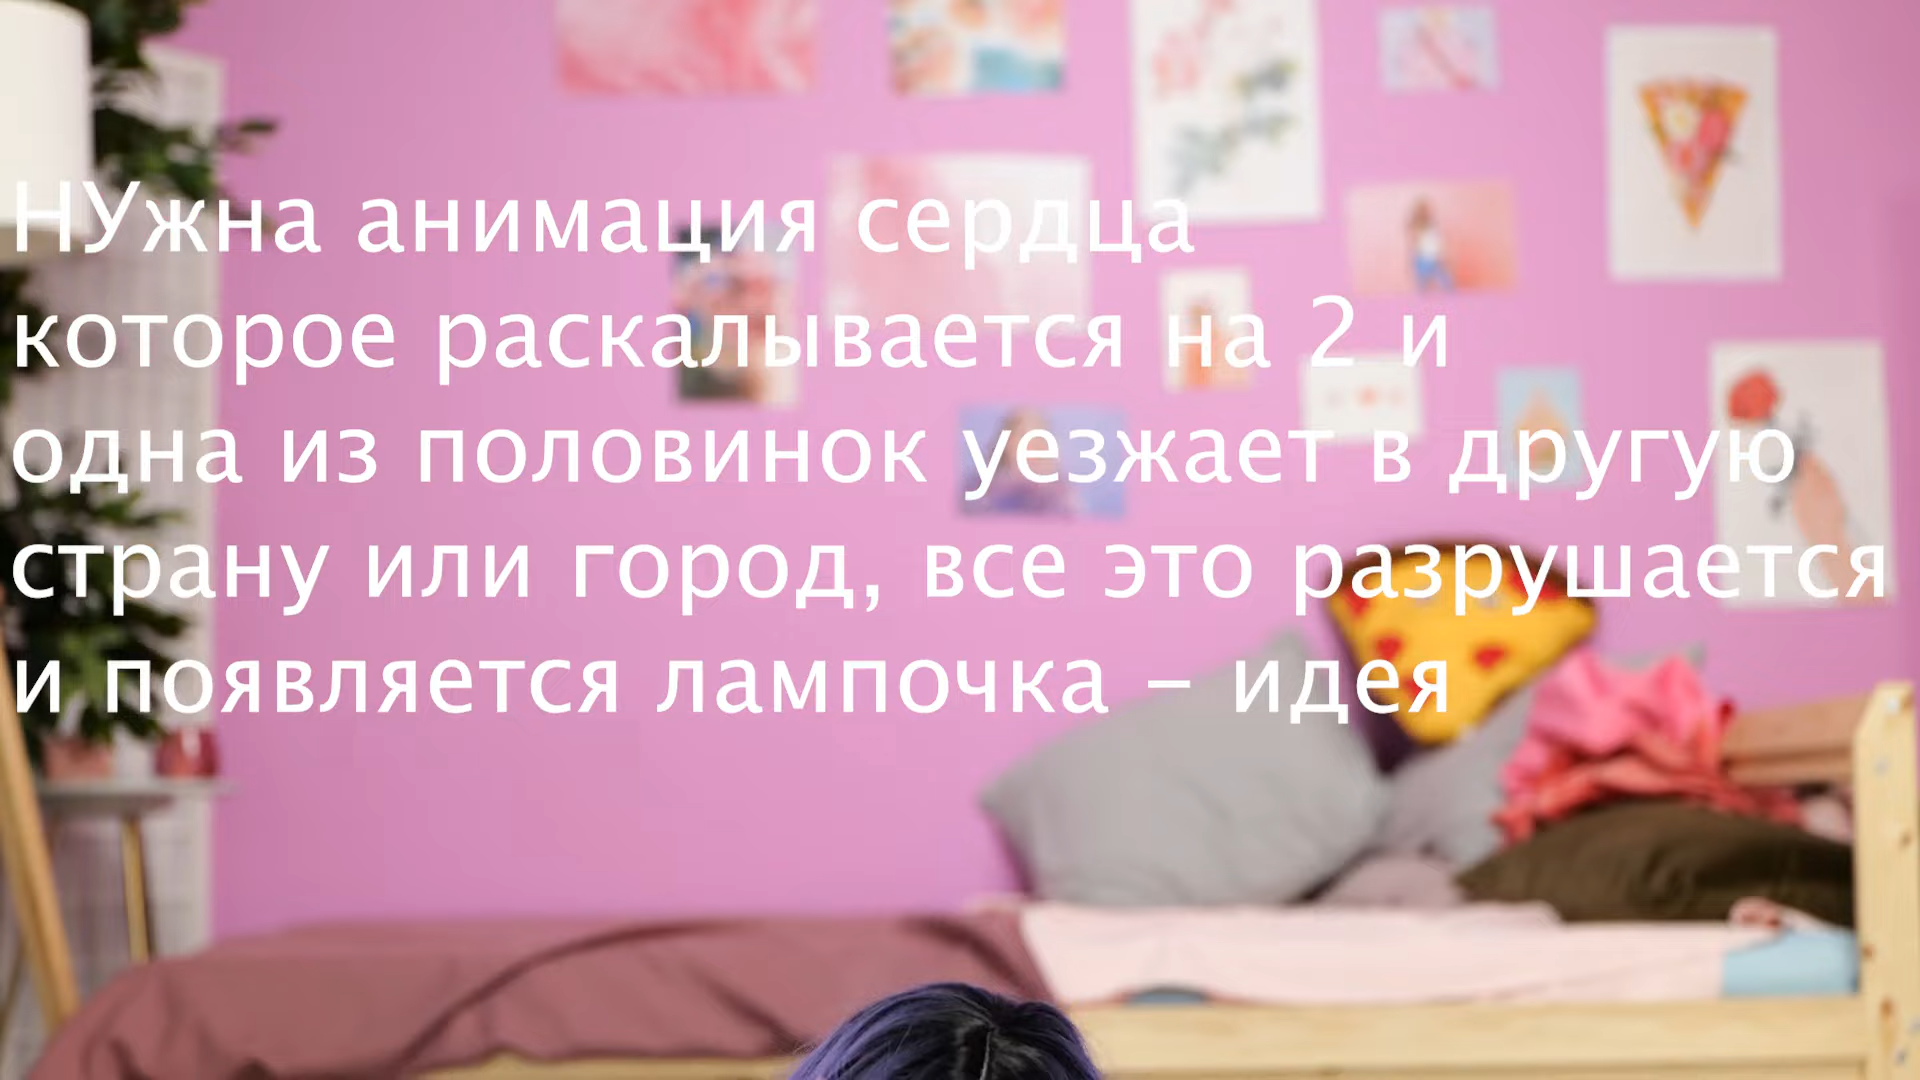 НУжна анимация сердца
которое раскалывается на 2 и
одна из половинок уезжает в другую
страну или город, все это разрушается
и появляется лампочка – идея